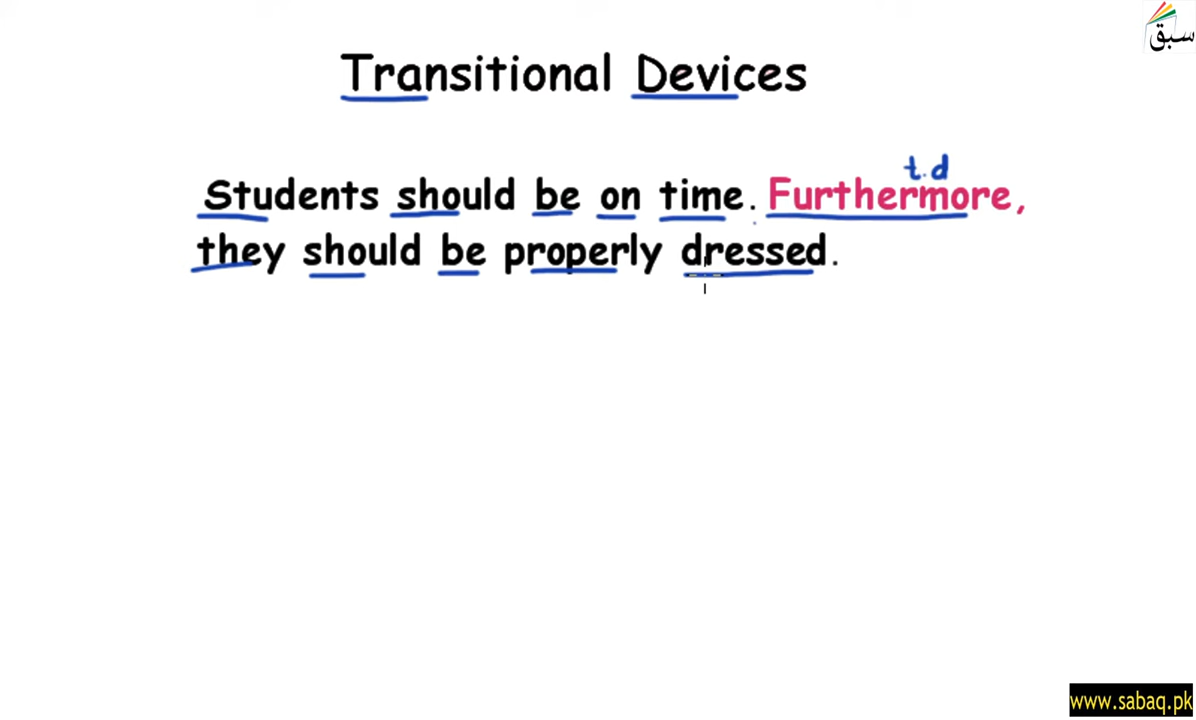 سبق
Transitional Devices
t.d
Students should be on time. Furthermore,
they should be properly dressed.
www.sabaq.pk